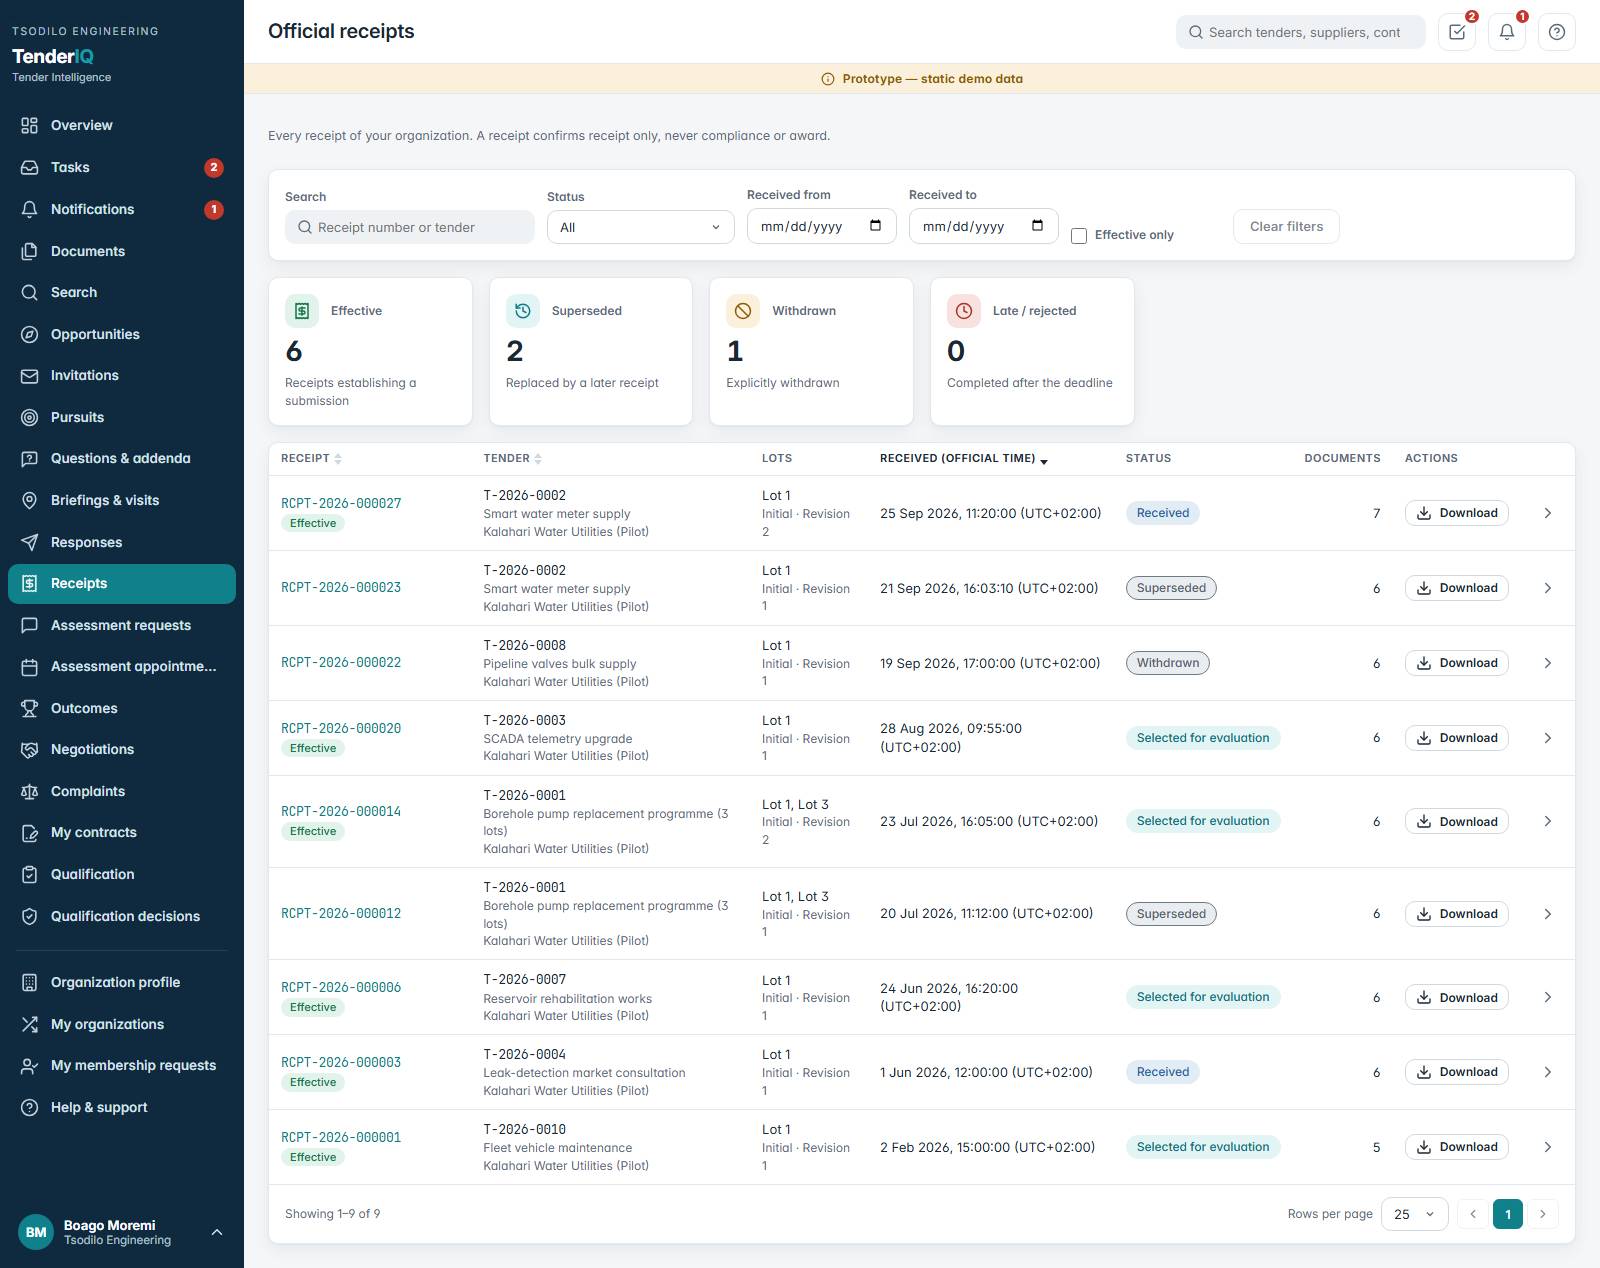 TSODILO ENGINEERING
TenderIQ
Tender Intelligence
Overview
Tasks 2
Notifications 1
Documents
Search
Opportunities
Invitations
Pursuits
Questions & addenda
Briefings & visits
Responses
Receipts
Assessment requests
Assessment appointme...
Outcomes
Negotiations
Complaints
My contracts
Qualification
Qualification decisions
Organization profile
My organizations
My membership requests
Help & support
BM
Boago Moremi
Tsodilo Engineering
Official receipts
Search tenders, suppliers, cont
2
1
Prototype — static demo data
Every receipt of your organization. A receipt confirms receipt only, never compliance or award.
Search
Receipt number or tender
Status
All
Received from
mm/dd/yyyy
Received to
mm/dd/yyyy
Effective only
Clear filters
Effective
6
Receipts establishing a
submission
Superseded
2
Replaced by a later receipt
Withdrawn
1
Explicitly withdrawn
Late / rejected
0
Completed after the deadline
RECEIPT TENDER LOTS RECEIVED (OFFICIAL TIME) STATUS DOCUMENTS ACTIONS
RCPT-2026-000027
Effective
T-2026-0002
Smart water meter supply
Kalahari Water Utilities (Pilot)
Lot 1
Initial · Revision
2
25 Sep 2026, 11:20:00 (UTC+02:00)
Received
7
Download
RCPT-2026-000023
T-2026-0002
Smart water meter supply
Kalahari Water Utilities (Pilot)
Lot 1
Initial · Revision
1
21 Sep 2026, 16:03:10 (UTC+02:00)
Superseded
6
Download
RCPT-2026-000022
T-2026-0008
Pipeline valves bulk supply
Kalahari Water Utilities (Pilot)
Lot 1
Initial · Revision
1
19 Sep 2026, 17:00:00 (UTC+02:00)
Withdrawn
6
Download
RCPT-2026-000020
Effective
T-2026-0003
SCADA telemetry upgrade
Kalahari Water Utilities (Pilot)
Lot 1
Initial · Revision
1
28 Aug 2026, 09:55:00
(UTC+02:00)
Selected for evaluation
6
Download
RCPT-2026-000014
Effective
T-2026-0001
Borehole pump replacement programme (3
lots)
Kalahari Water Utilities (Pilot)
Lot 1, Lot 3
Initial · Revision
2
23 Jul 2026, 16:05:00 (UTC+02:00)
Selected for evaluation
6
Download
RCPT-2026-000012
T-2026-0001
Borehole pump replacement programme (3
lots)
Kalahari Water Utilities (Pilot)
Lot 1, Lot 3
Initial · Revision
1
20 Jul 2026, 11:12:00 (UTC+02:00)
Superseded
6
Download
RCPT-2026-000006
Effective
T-2026-0007
Reservoir rehabilitation works
Kalahari Water Utilities (Pilot)
Lot 1
Initial · Revision
1
24 Jun 2026, 16:20:00
(UTC+02:00)
Selected for evaluation
6
Download
RCPT-2026-000003
Effective
T-2026-0004
Leak-detection market consultation
Kalahari Water Utilities (Pilot)
Lot 1
Initial · Revision
1
1 Jun 2026, 12:00:00 (UTC+02:00)
Received
6
Download
RCPT-2026-000001
Effective
T-2026-0010
Fleet vehicle maintenance
Kalahari Water Utilities (Pilot)
Lot 1
Initial · Revision
1
2 Feb 2026, 15:00:00 (UTC+02:00)
Selected for evaluation
5
Download
Showing 1–9 of 9
Rows per page 25 1